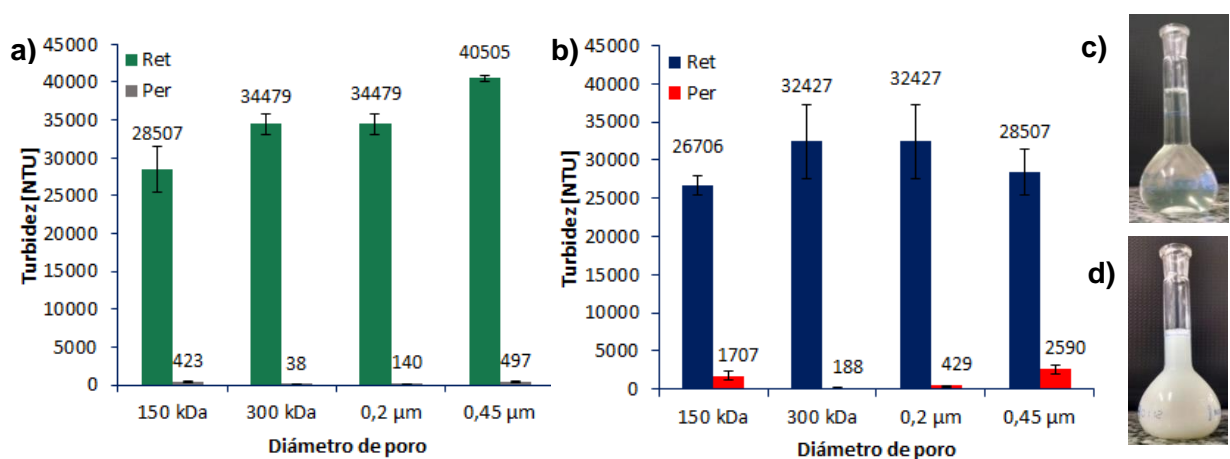 a)
Turbidez [NTU]
45000
40000
35000
30000
25000
20000
15000
10000
5000
0
Ret
Per
28507
34479
34479
40505
423
38
140
497
150 kDa
300 kDa
0,2 µm
0,45 µm
Diámetro de poro
b)
Turbidez [NTU]
45000
40000
35000
30000
25000
20000
15000
10000
5000
0
Ret
Per
26706
32427
32427
28507
1707
188
429
2590
150 kDa
300 kDa
0,2 µm
0,45 µm
Diámetro de poro
c)
d)